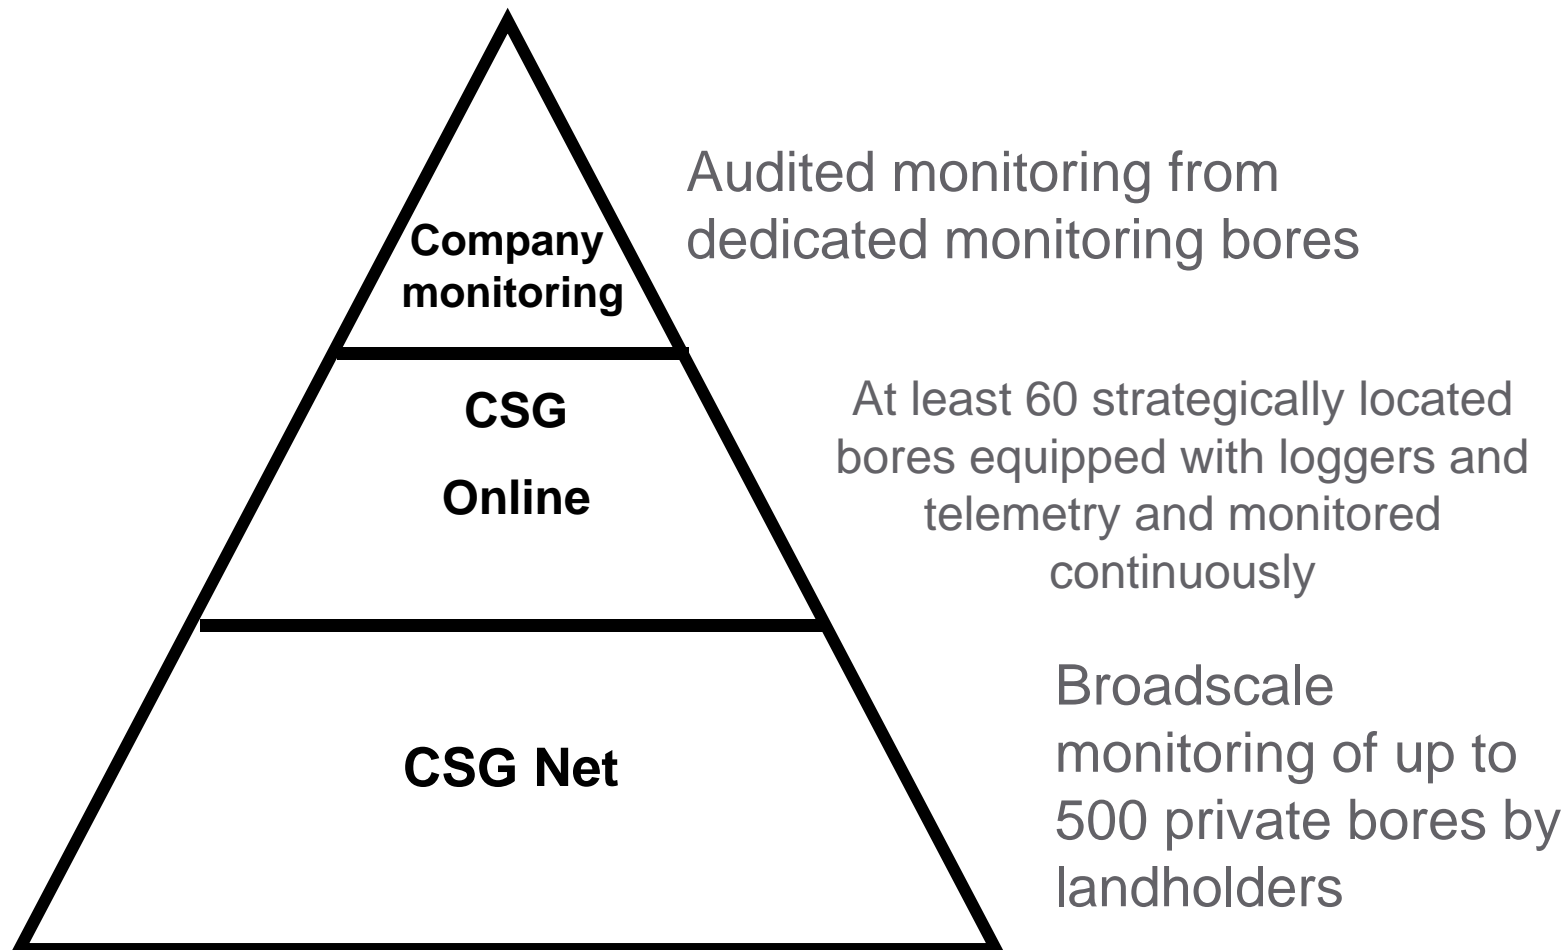 Company
monitoring
Audited monitoring from
dedicated monitoring bores
CSG
Online
At least 60 strategically located
bores equipped with loggers and
telemetry and monitored
continuously
CSG Net
Broadscale
monitoring of up to
500 private bores by
landholders